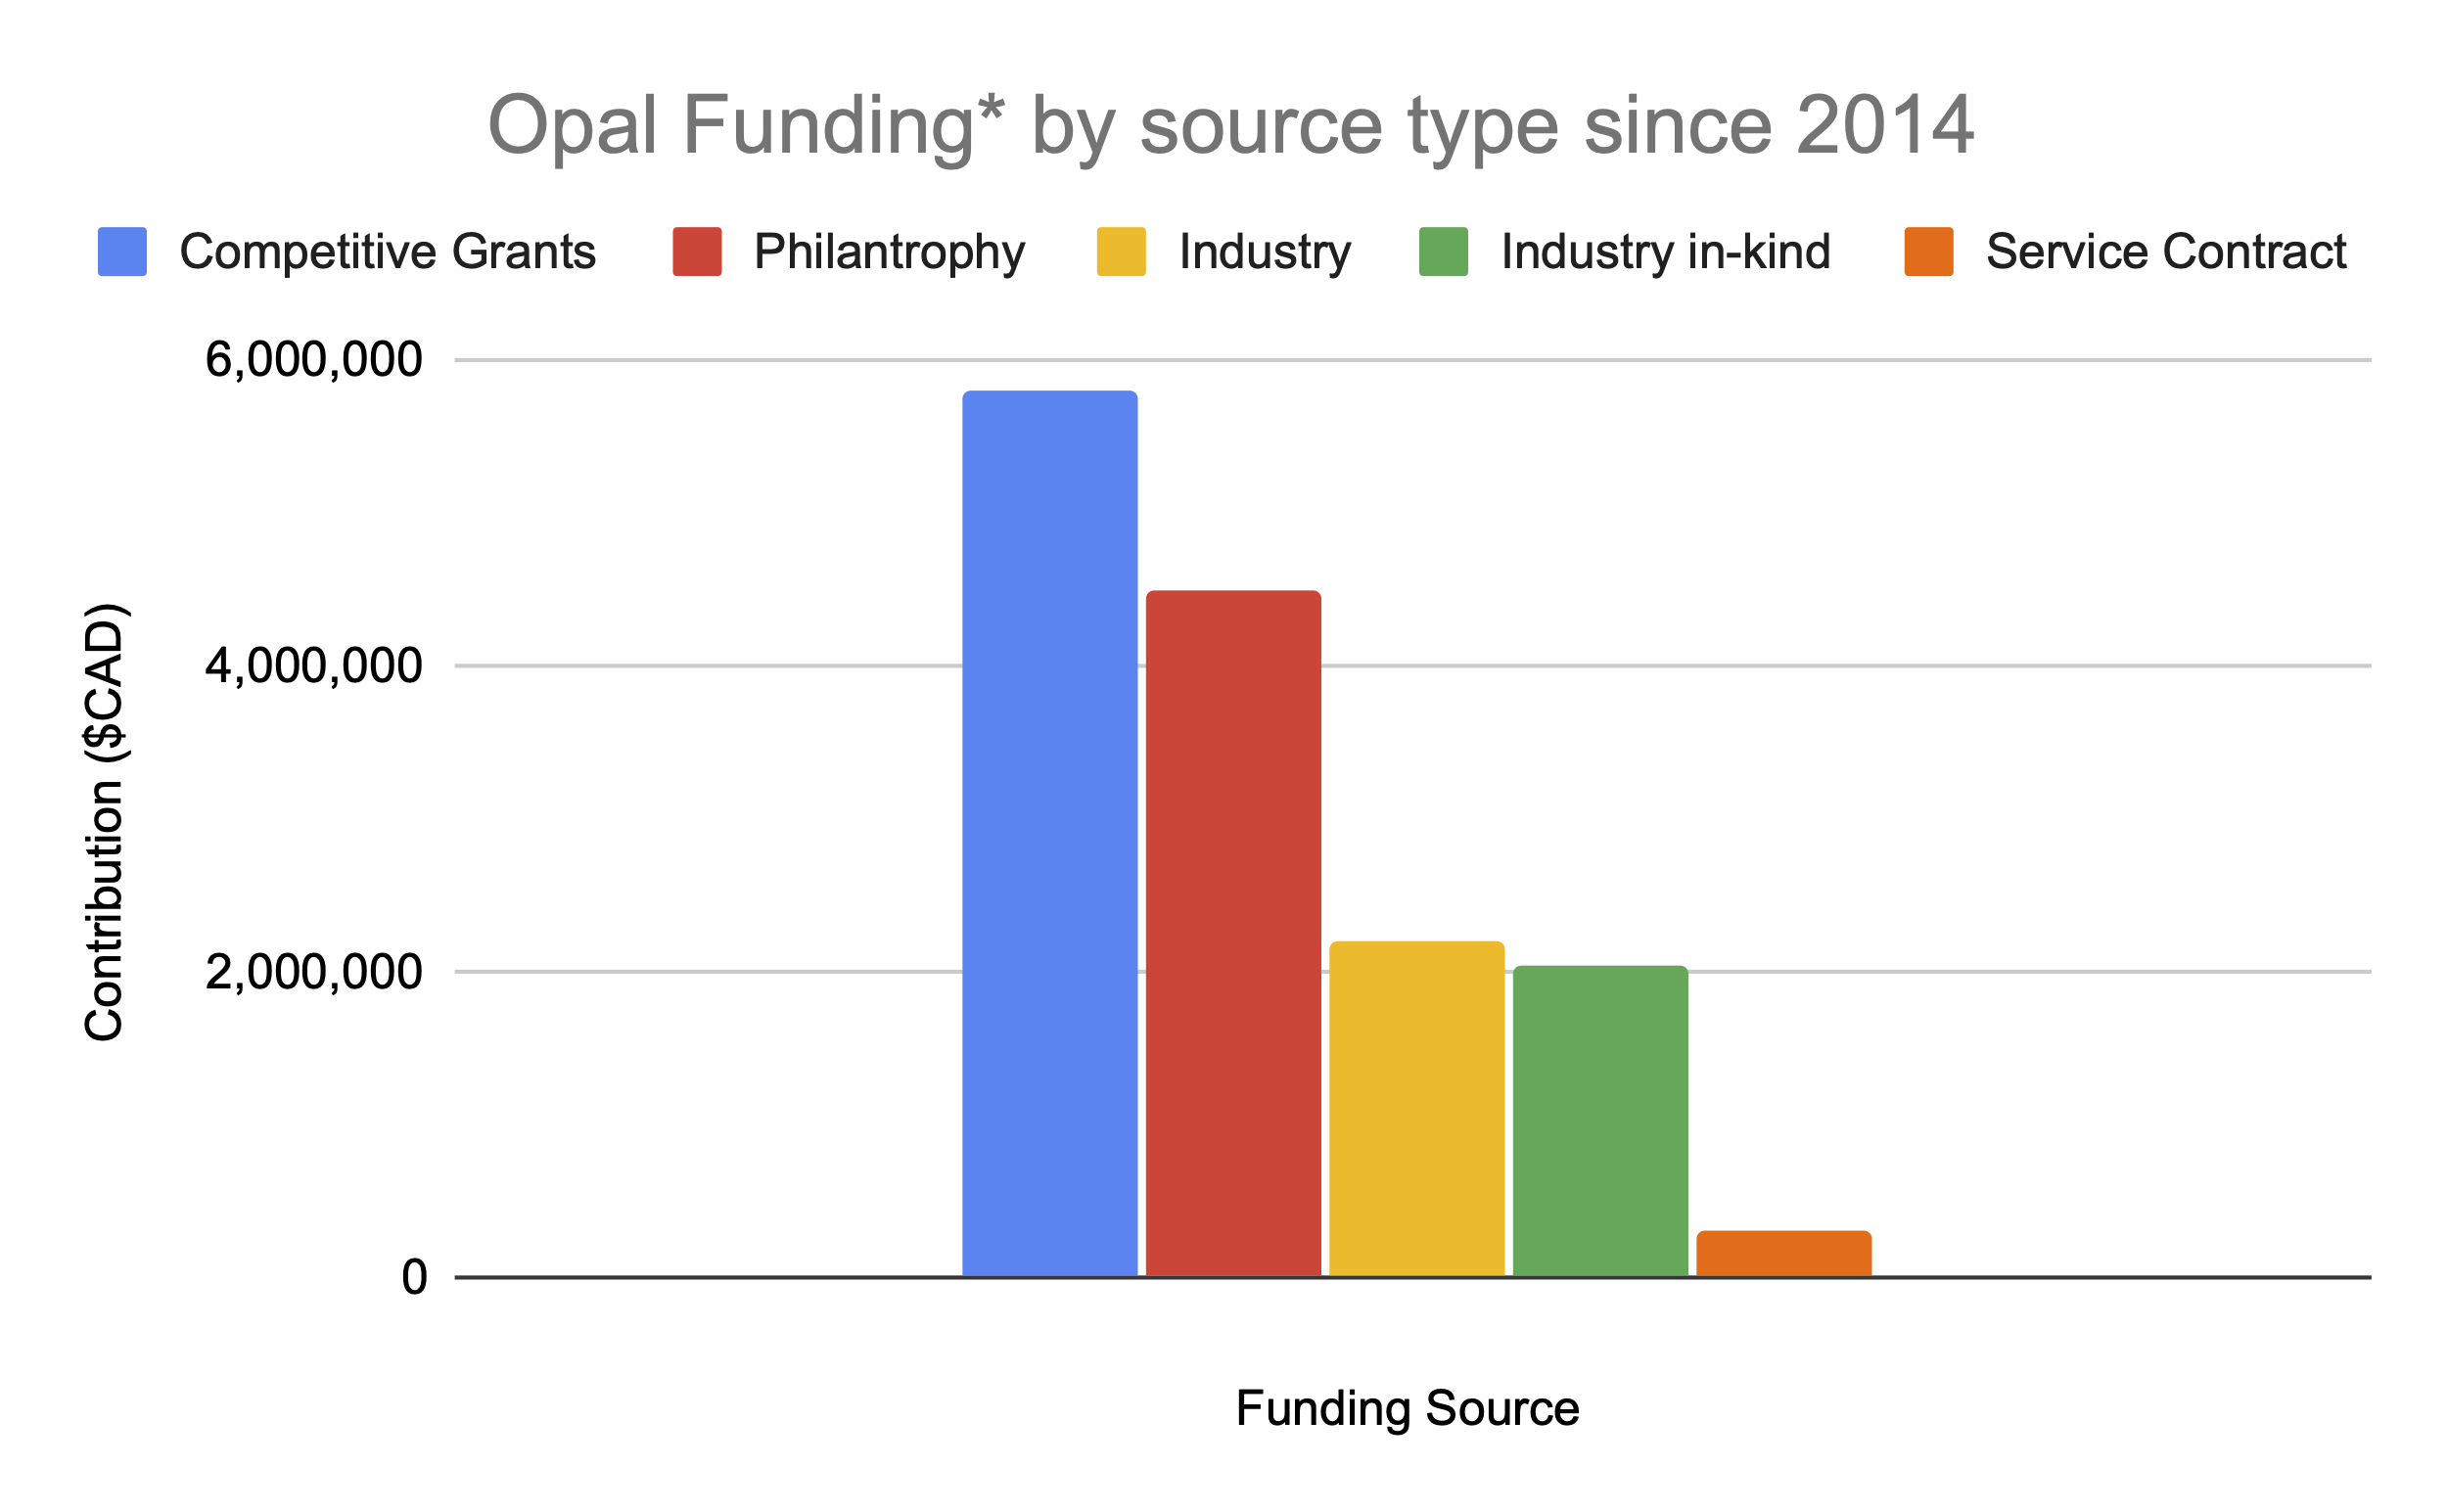 Opal Funding* by source type since 2014
Competitive Grants Philanthropy Industry Industry in-kind Service Contract
6,000,000
4,000,000
2,000,000
0
Contribution ($CAD)
Funding Source